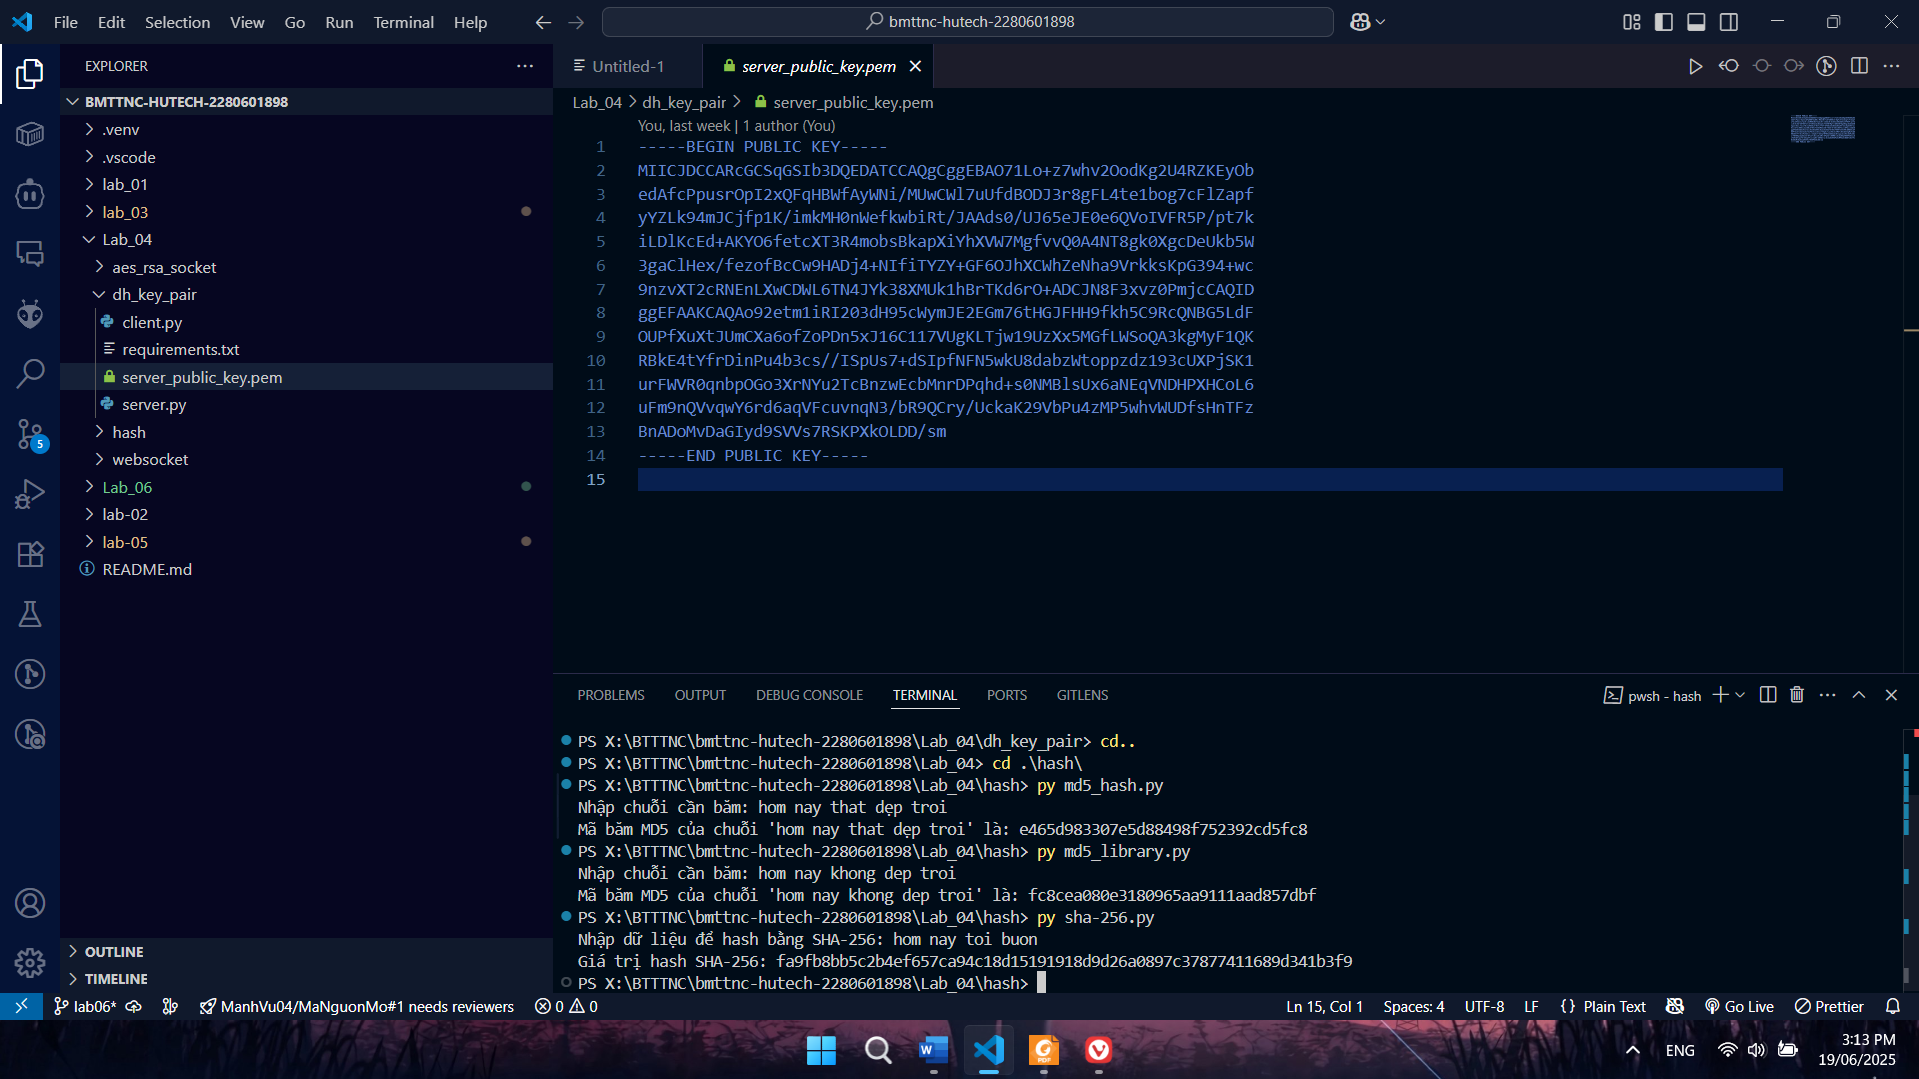 File Edit Selection View Go Run Terminal Help
bmttnc-hutech-2280601898
EXPLORER
BMTTNC-HUTECH-2280601898
.venv
.vscode
lab_01
lab_03
Lab_04
aes_rsa_socket
dh_key_pair
client.py
requirements.txt
server_public_key.pem
server.py
hash
websocket
Lab_06
lab-02
lab-05
README.md
OUTLINE
TIMELINE
5
Untitled-1
server_public_key.pem
Lab_04 > dh_key_pair > server_public_key.pem
You, last week | 1 author (You)
1 -----BEGIN PUBLIC KEY-----
2 MIICJDCCARcGCSqGSIb3DQEDATCCAQgCggEBAO71Lo+z7whv2OodKg2U4RZKEyOb
3 edAfcPpusrOpI2xQFqHBWfAyWNi/MUwCWl7uUfdBODJ3r8gFL4te1bog7cFlZapf
4 yYZLk94mJCjfp1K/imkMH0nWefkwbiRt/JAAds0/UJ65eJE0e6QVoIVFR5P/pt7k
5 iLDlKcEd+AKYO6fetcXT3R4mobsBkapXiYhXVW7MgfvvQ0A4NT8gk0XgcDeUkb5W
6 3gaClHex/fezofBcCw9HADj4+NIfiTYZY+GF6OJhXCWhZeNha9VrkksKpG394+wc
7 9nzvXT2cRNEnLXwCDWL6TN4JYk38XMUk1hBrTKd6rO+ADCJN8F3xvz0PmjcCAQID
8 ggEFAAKCAQAo92etm1iRI203dH95cWymJE2EGm76tHGJFHH9fkh5C9RcQNBG5LdF
9 OUPfXuXtJUmCXa6ofZoPDn5xJ16C117VUgKLTjw19UzXx5MGfLWSoQA3kgMyF1QK
10 RBkE4tYfrDinPu4b3cs//ISpUs7+dSIpfNFN5wkU8dabzWtoppzdz193cUXPjSK1
11 urFWVR0qnbpOGo3XrNYu2TcBnzwEcbMnrDPqhd+s0NMBlsUx6aNEqVNDHPXHCoL6
12 uFm9nQVvqwY6rd6aqVFcuvnqN3/bR9QCry/UckaK29VbPu4zMP5whvWUDfsHnTFz
13 BnADoMvDaGIyd9SVVs7RSKPXkOLDD/sm
14 -----END PUBLIC KEY-----
15
PROBLEMS OUTPUT DEBUG CONSOLE TERMINAL PORTS GITLENS
pwsh - hash
PS X:\BTTTNC\bmttnc-hutech-2280601898\Lab_04\dh_key_pair> cd..
PS X:\BTTTNC\bmttnc-hutech-2280601898\Lab_04> cd .\hash\
PS X:\BTTTNC\bmttnc-hutech-2280601898\Lab_04\hash> py md5_hash.py
Nhập chuỗi cần băm: hom nay that dẹp troi
Mã băm MD5 của chuỗi 'hom nay that dẹp troi' là: e465d983307e5d88498f752392cd5fc8
PS X:\BTTTNC\bmttnc-hutech-2280601898\Lab_04\hash> py md5_library.py
Nhập chuỗi cần băm: hom nay khong dep troi
Mã băm MD5 của chuỗi 'hom nay khong dep troi' là: fc8cea080e3180965aa9111aad857dbf
PS X:\BTTTNC\bmttnc-hutech-2280601898\Lab_04\hash> py sha-256.py
Nhập dữ liệu để hash bằng SHA-256: hom nay toi buon
Giá trị hash SHA-256: fa9fb8bb5c2b4ef657ca94c18d15191918d9d26a0897c37877411689d341b3f9
PS X:\BTTTNC\bmttnc-hutech-2280601898\Lab_04\hash>
lab06* ManhVu04/MaNguonMo#1 needs reviewers 0 0 Ln 15, Col 1 Spaces: 4 UTF-8 LF {} Plain Text Go Live Prettier
ENG
3:13 PM
19/06/2025